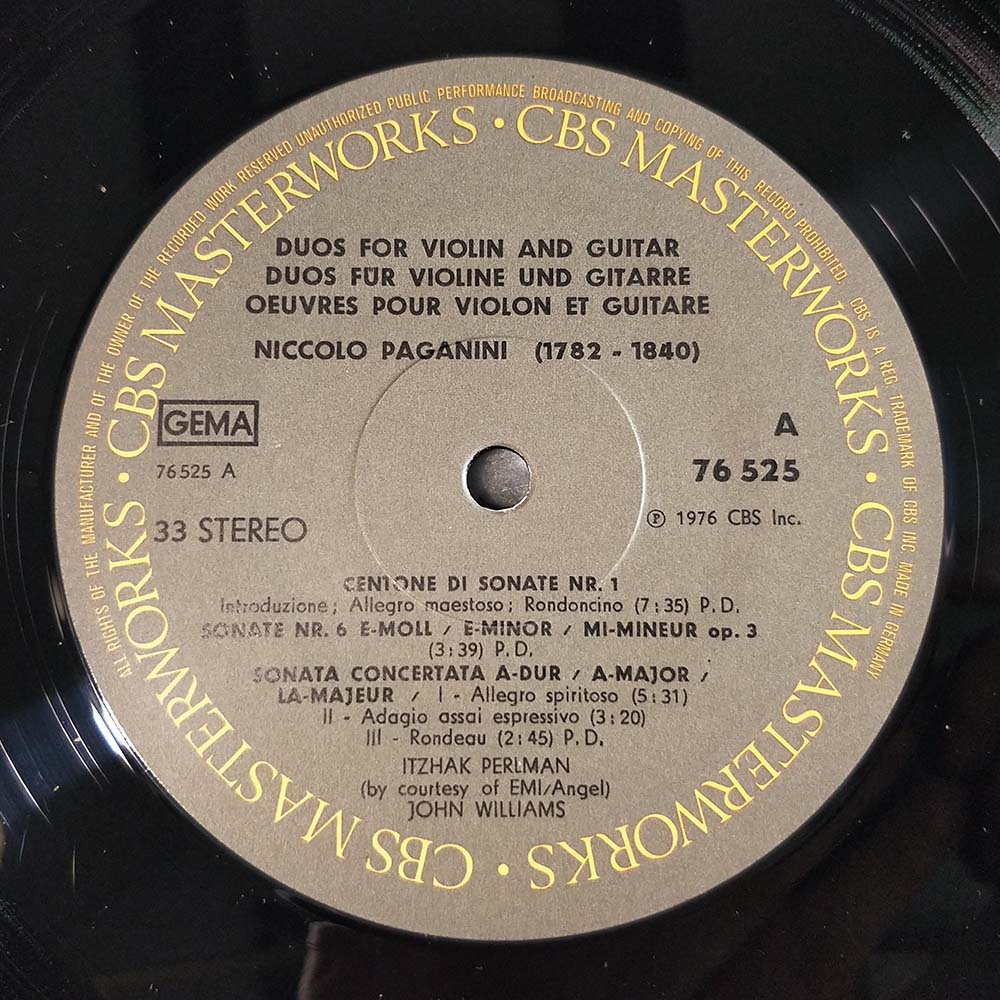 ALL RIGHTS OF THE MANUFACTURER AND OF THE OWNER OF THE RECORDED WORK RESERVED UNAUTHORIZED PUBLIC PERFORMANCE BROADCASTING AND COPYING OF THIS RECORD PROHIBITED. CBS IS A REG. TRADEMARK OF CBS INC. MADE IN GERMANY
CBS MASTERWORKS · CBS MASTERWORKS · CBS MASTERWORKS · CBS MASTERWORKS ·
DUOS FOR VIOLIN AND GUITAR
DUOS FÜR VIOLINE UND GITARRE
OEUVRES POUR VIOLON ET GUITARE
NICCOLO PAGANINI (1782 - 1840)
GEMA
76 525 A
33 STEREO
A
76 525
℗ 1976 CBS Inc.
CENTONE DI SONATE NR. 1
Introduzione; Allegro maestoso; Rondoncino (7:35) P.D.
SONATE NR. 6 E-MOLL / E-MINOR / MI-MINEUR op. 3
(3:39) P.D.
SONATA CONCERTATA A-DUR / A-MAJOR /
LA-MAJEUR / I - Allegro spiritoso (5:31)
II - Adagio assai espressivo (3:20)
III - Rondeau (2:45) P.D.
ITZHAK PERLMAN
(by courtesy of EMI/Angel)
JOHN WILLIAMS